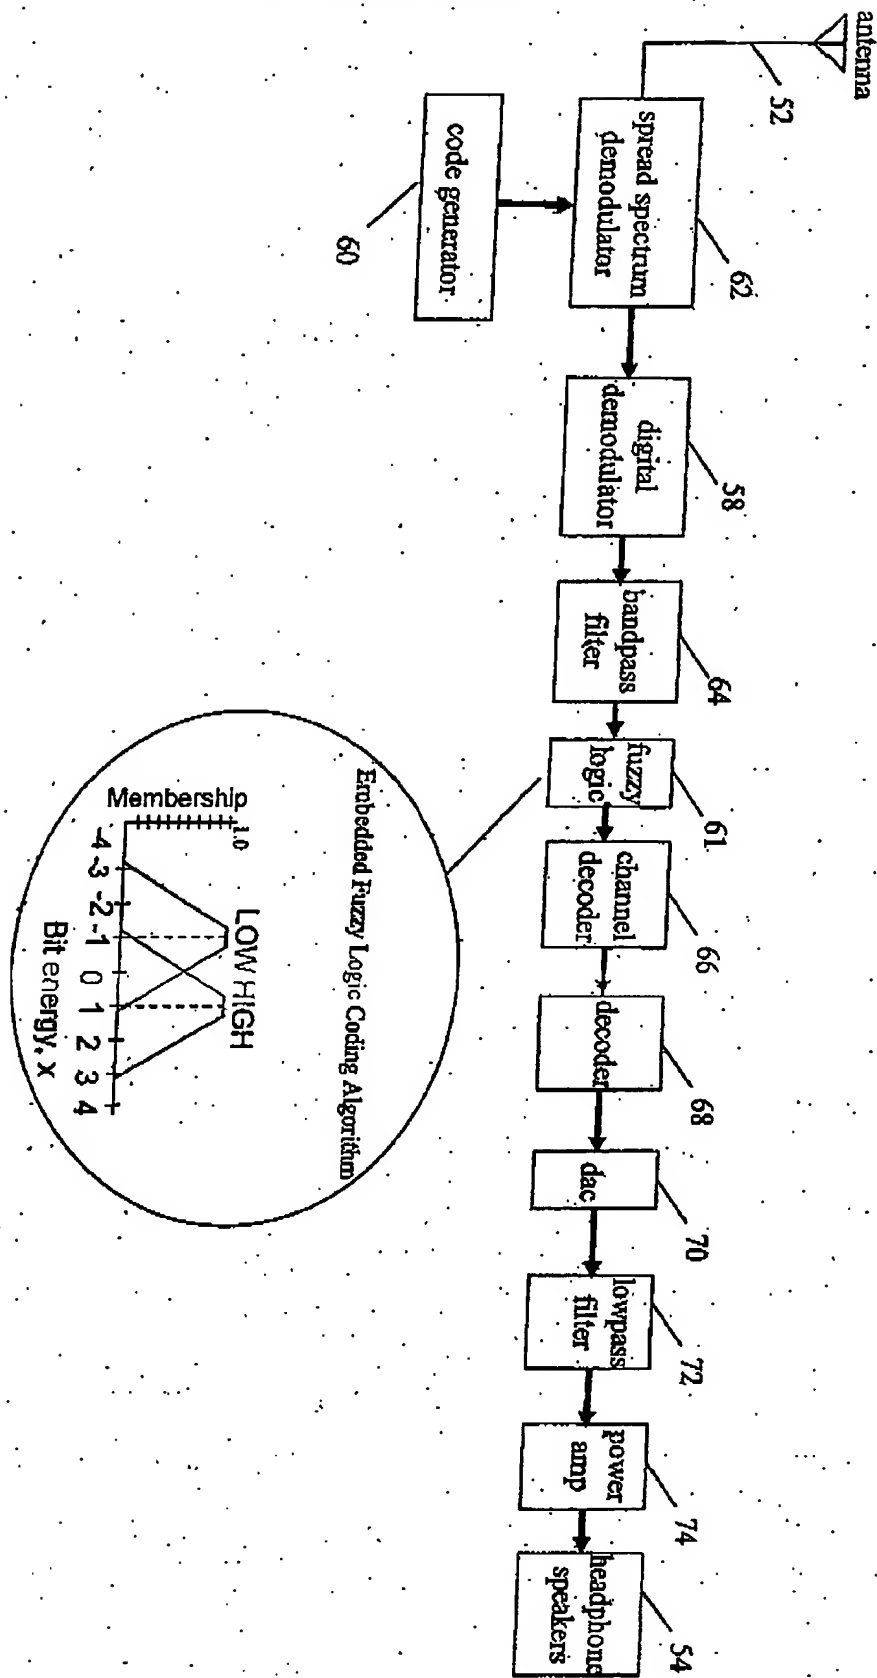 antenna
52
spread spectrum
demodulator
62
code generator
60
digital
demodulator
58
bandpass
filter
64
fuzzy
logic
61
channel
decoder
66
decoder
68
dac
70
lowpass
filter
72
power
amp
74
headphone
speakers
54
Embedded Fuzzy Logic Coding Algorithm
LOW HIGH
1.0
Membership
-4 -3 -2 -1 0 1 2 3 4
Bit energy, x